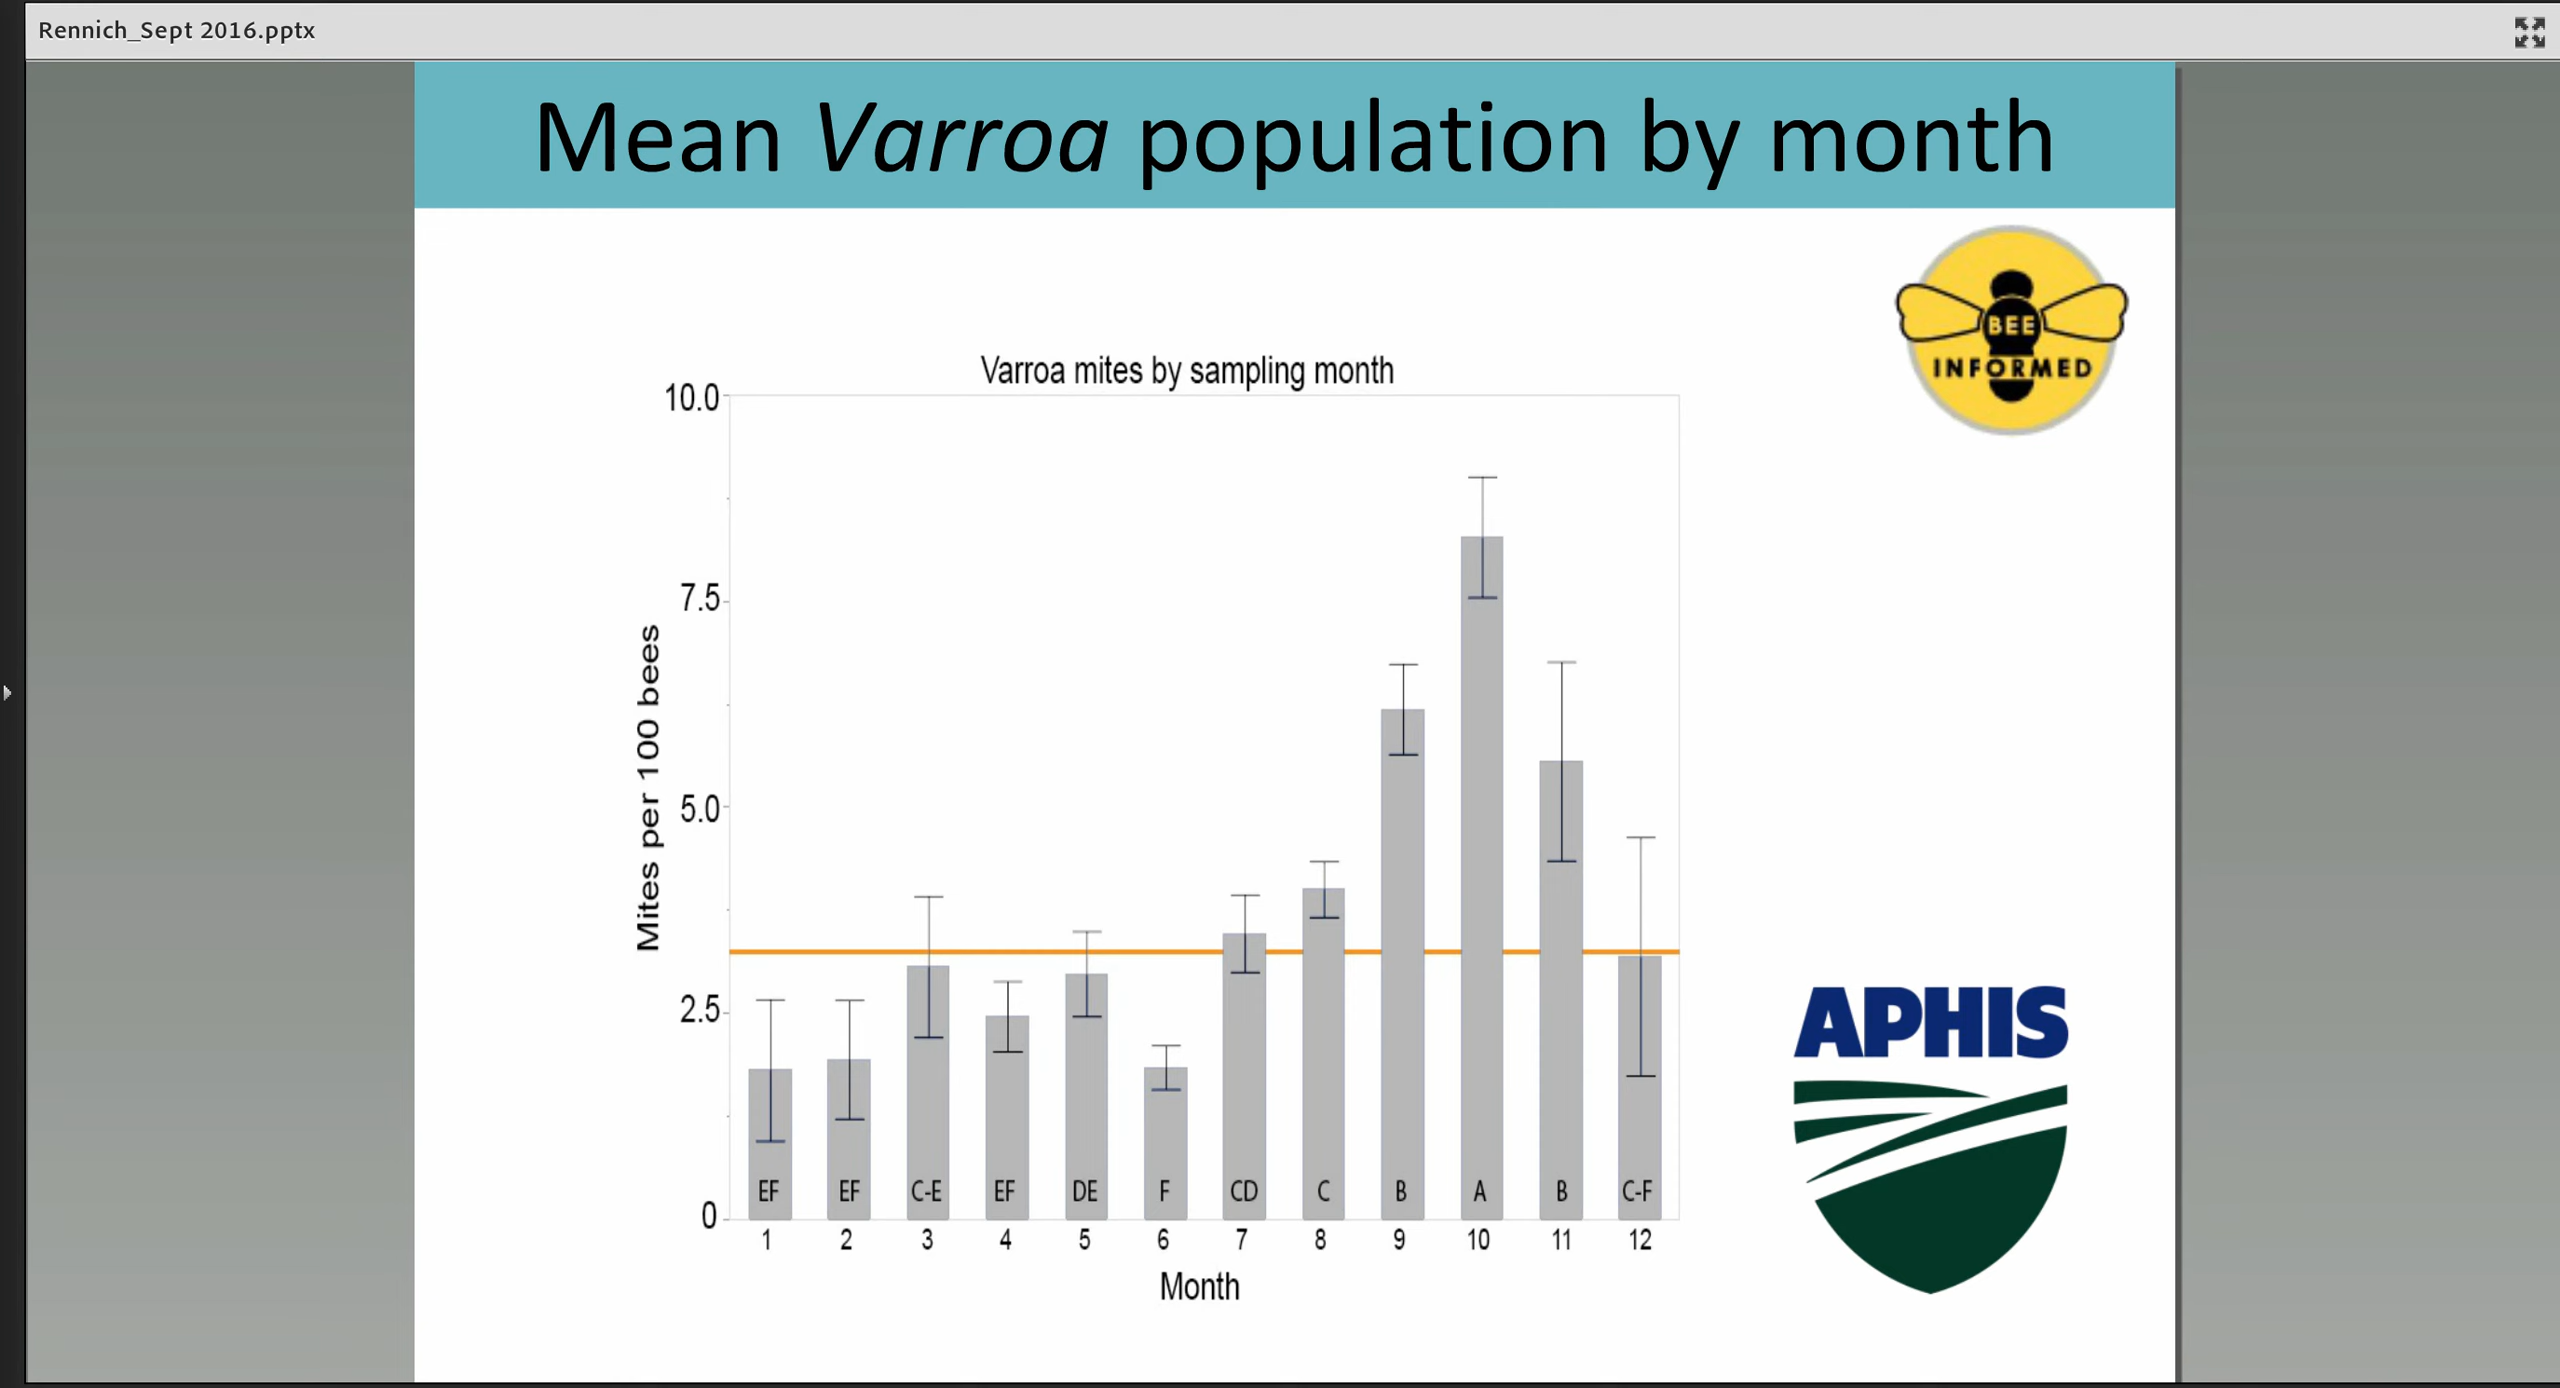 Rennich_Sept 2016.pptx
Mean Varroa population by month
BEE
INFORMED
Varroa mites by sampling month
10.0
7.5
5.0
2.5
0
Mites per 100 bees
EF EF C-E EF DE F CD C B A B C-F
1 2 3 4 5 6 7 8 9 10 11 12
Month
APHIS